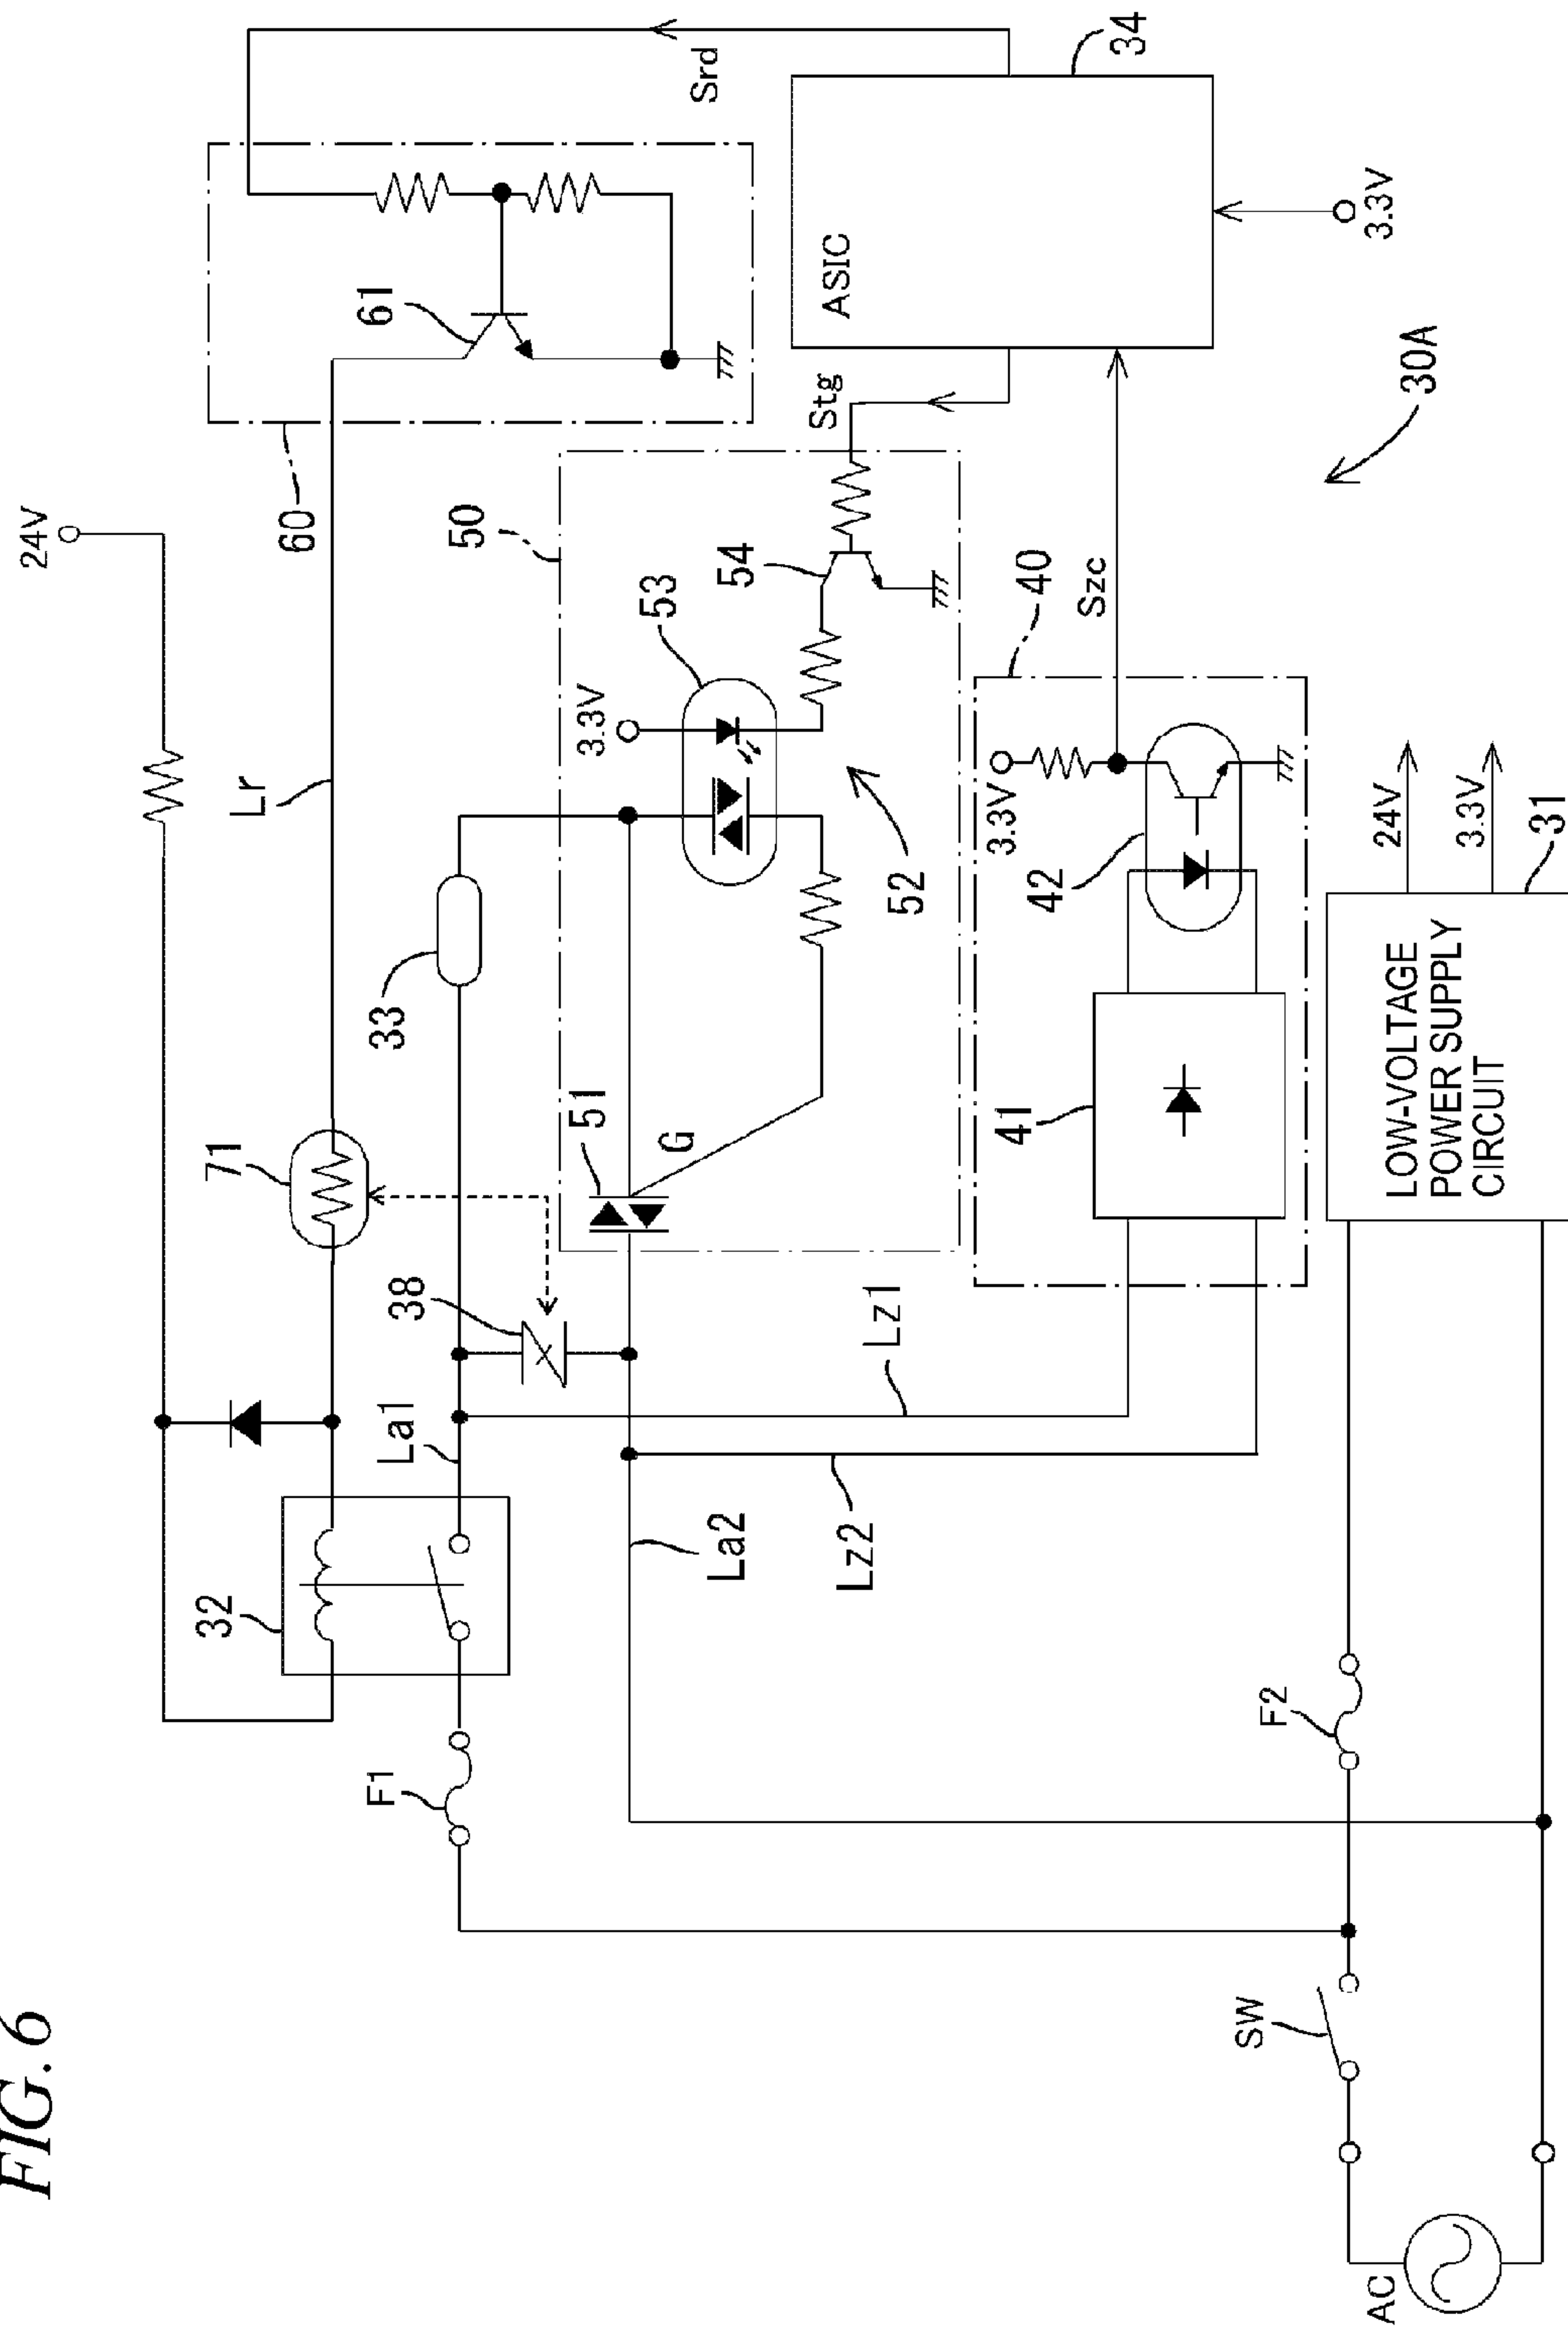 FIG. 6
24V
Lr
71
60
61
Srd
34
ASIC
3.3V
32
La1
38
33
50
51
G
3.3V
53
54
Stg
52
F1
La2
Lz2
Lz1
40
41
42
3.3V
Szc
30A
AC
SW
F2
LOW-VOLTAGE
POWER SUPPLY
CIRCUIT
24V
3.3V
31